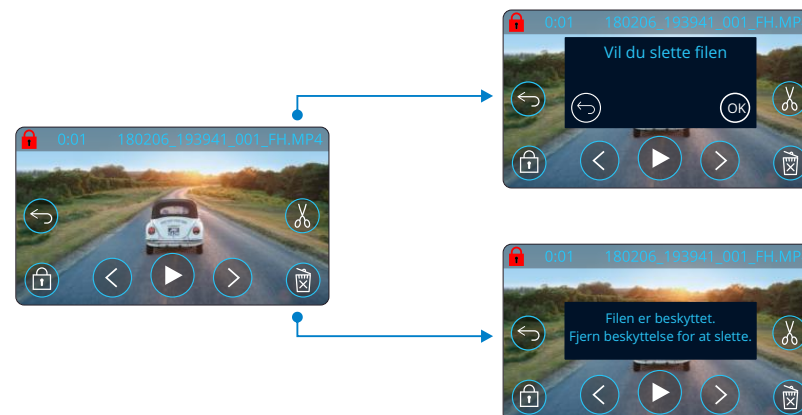 0:01 180206_193941_001_FH.MP4
0:01 180206_193941_001_FH.MP
Vil du slette filen
OK
0:01 180206_193941_001_FH.MP
Filen er beskyttet.
Fjern beskyttelse for at slette.